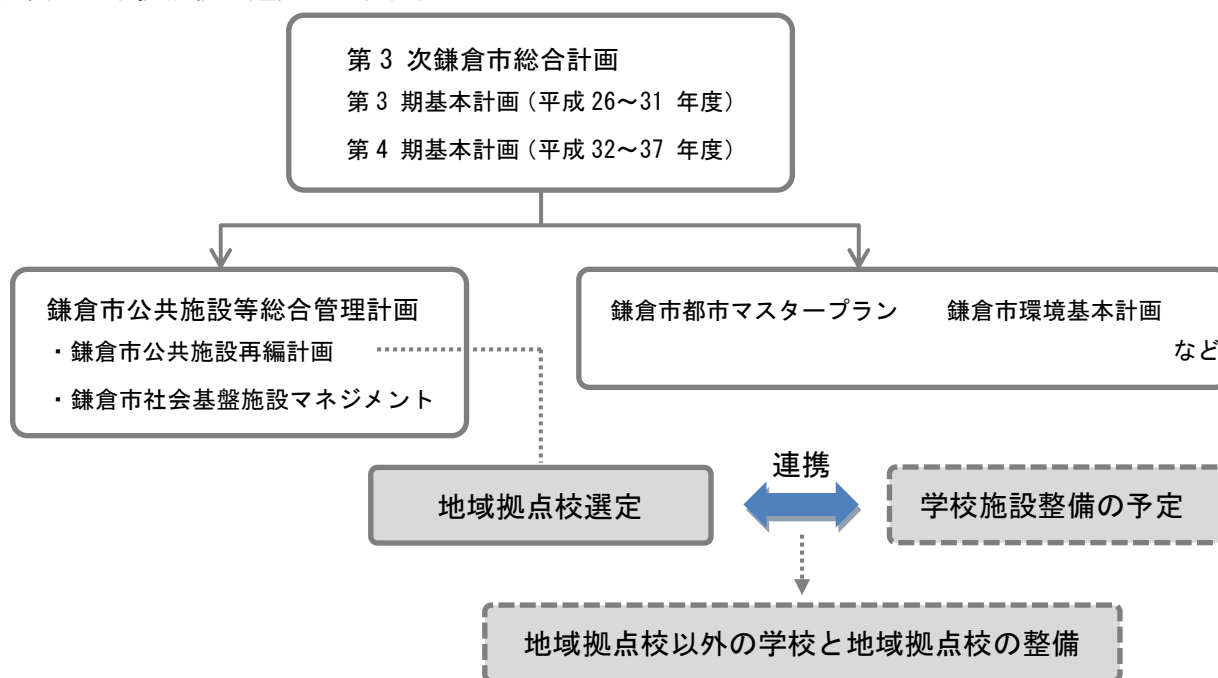 第3 次鎌倉市総合計画
第3 期基本計画(平成26～31 年度)
第4 期基本計画(平成32～37 年度)
鎌倉市公共施設等総合管理計画
・鎌倉市公共施設再編計画
・鎌倉市社会基盤施設マネジメント
鎌倉市都市マスタープラン 鎌倉市環境基本計画
など
連携
地域拠点校選定
学校施設整備の予定
地域拠点校以外の学校と地域拠点校の整備